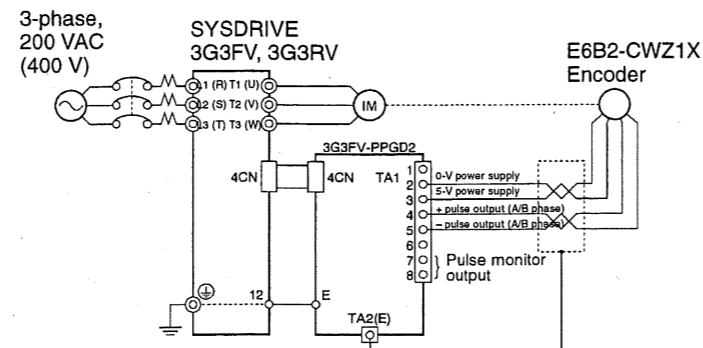 3-phase,
200 VAC
(400 V)
SYSDRIVE
3G3FV, 3G3RV
E6B2-CWZ1X
Encoder
L1 (R) T1 (U)
L2 (S) T2 (V)
L3 (T) T3 (W)
IM
3G3FV-PPGD2
4CN
4CN
TA1
1
2
3
4
5
6
7
8
0-V power supply
5-V power supply
+ pulse output (A/B phase)
– pulse output (A/B phase)
Pulse monitor
output
12
E
TA2(E)